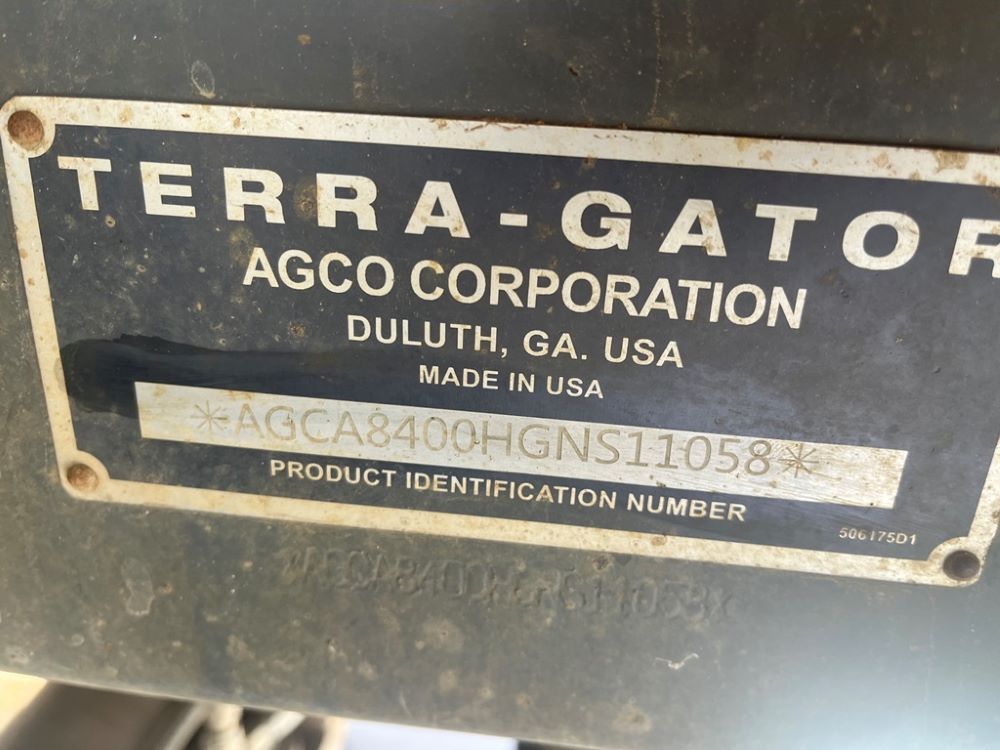 TERRA-GATOR
AGCO CORPORATION
DULUTH, GA. USA
MADE IN USA
*AGCA8400HGNS11058*
PRODUCT IDENTIFICATION NUMBER
506175D1